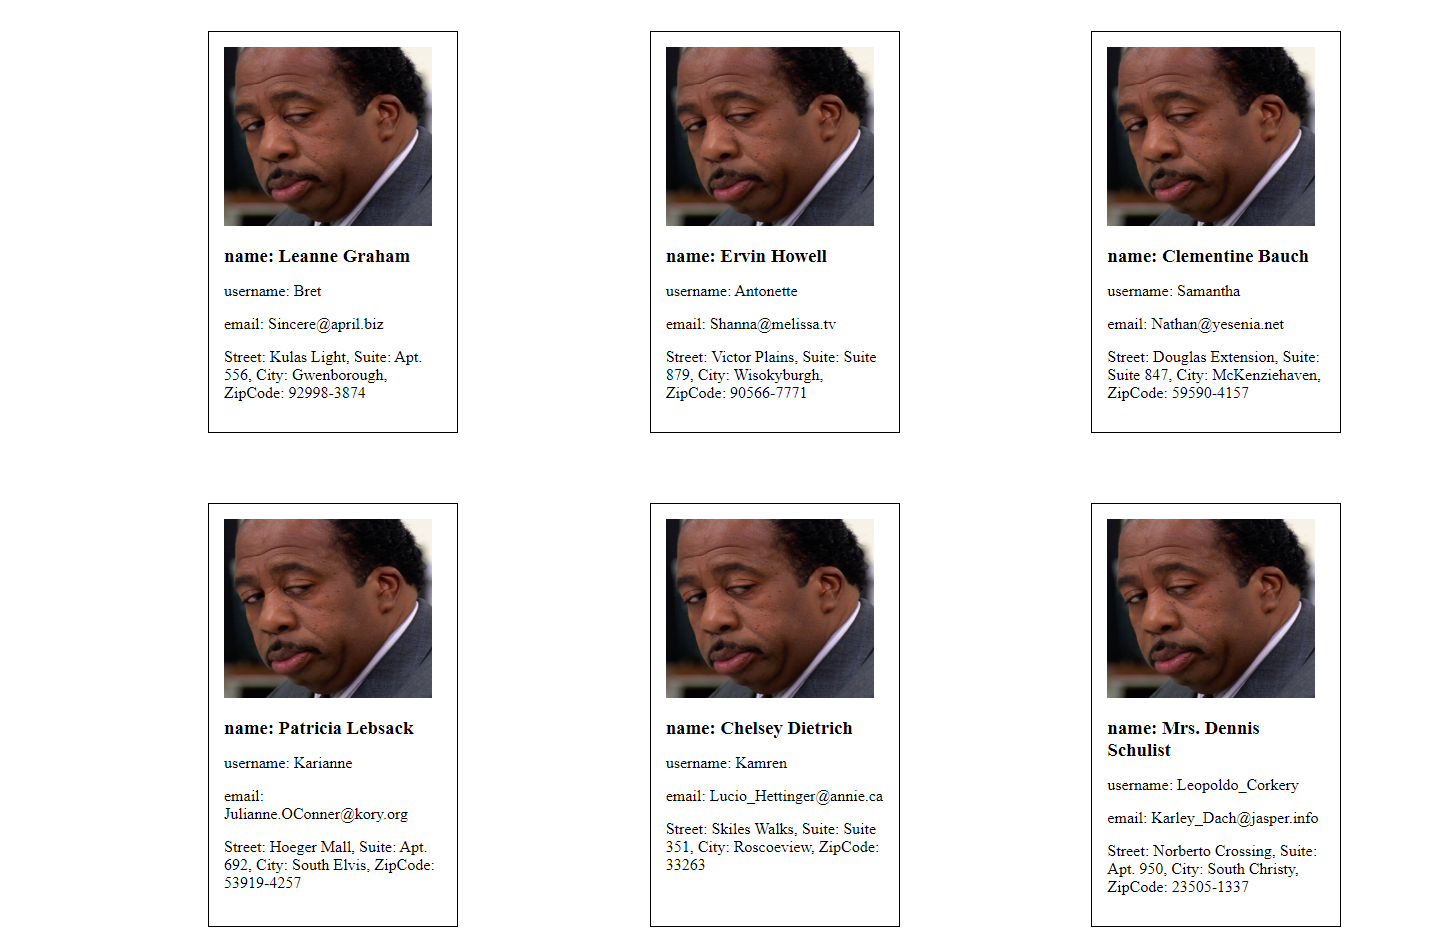 name: Leanne Graham
username: Bret
email: Sincere@april.biz
Street: Kulas Light, Suite: Apt.
556, City: Gwenborough,
ZipCode: 92998-3874
name: Ervin Howell
username: Antonette
email: Shanna@melissa.tv
Street: Victor Plains, Suite: Suite
879, City: Wisokyburgh,
ZipCode: 90566-7771
name: Clementine Bauch
username: Samantha
email: Nathan@yesenia.net
Street: Douglas Extension, Suite:
Suite 847, City: McKenziehaven,
ZipCode: 59590-4157
name: Patricia Lebsack
username: Karianne
email:
Julianne.OConner@kory.org
Street: Hoeger Mall, Suite: Apt.
692, City: South Elvis, ZipCode:
53919-4257
name: Chelsey Dietrich
username: Kamren
email: Lucio_Hettinger@annie.ca
Street: Skiles Walks, Suite: Suite
351, City: Roscoeview, ZipCode:
33263
name: Mrs. Dennis
Schulist
username: Leopoldo_Corkery
email: Karley_Dach@jasper.info
Street: Norberto Crossing, Suite:
Apt. 950, City: South Christy,
ZipCode: 23505-1337